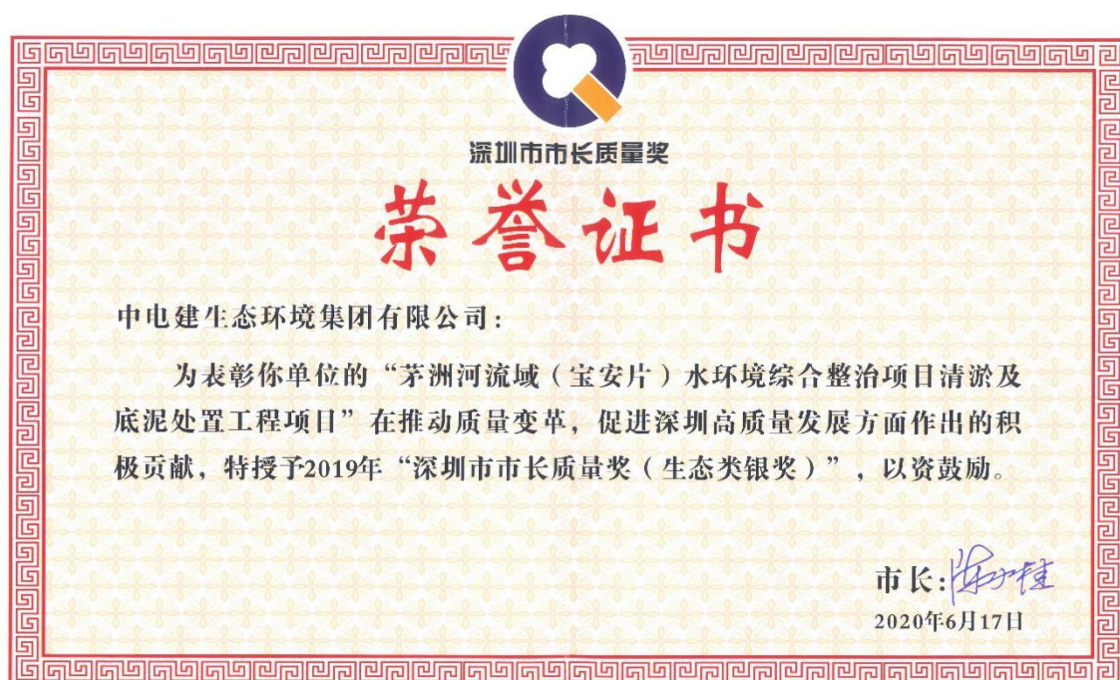 深圳市市长质量奖
荣誉证书
中电建生态环境集团有限公司：
为表彰你单位的“茅洲河流域（宝安片）水环境综合整治项目清淤及
底泥处置工程项目”在推动质量变革，促进深圳高质量发展方面作出的积
极贡献，特授予2019年“深圳市市长质量奖（生态类银奖）”，以资鼓励。
市长:陈如桂
2020年6月17日